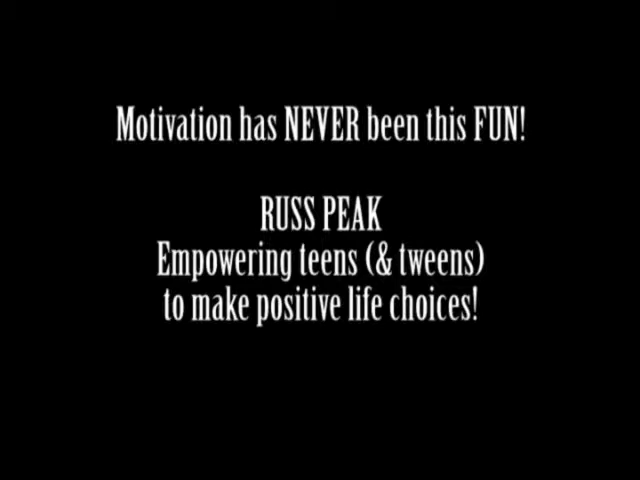 Motivation has NEVER been this FUN!
RUSS PEAK
Empowering teens (& tweens)
to make positive life choices!